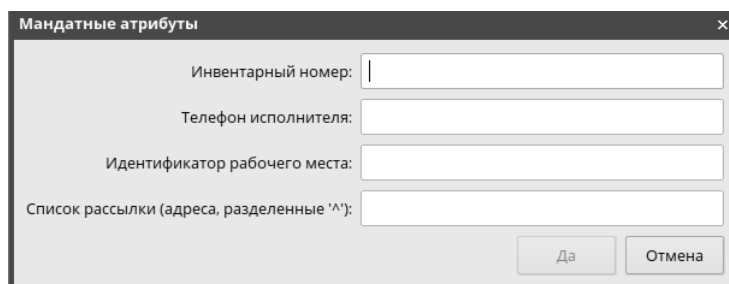 Мандатные атрибуты
Инвентарный номер:
Телефон исполнителя:
Идентификатор рабочего места:
Список рассылки (адреса, разделенные '^'):
Да Отмена